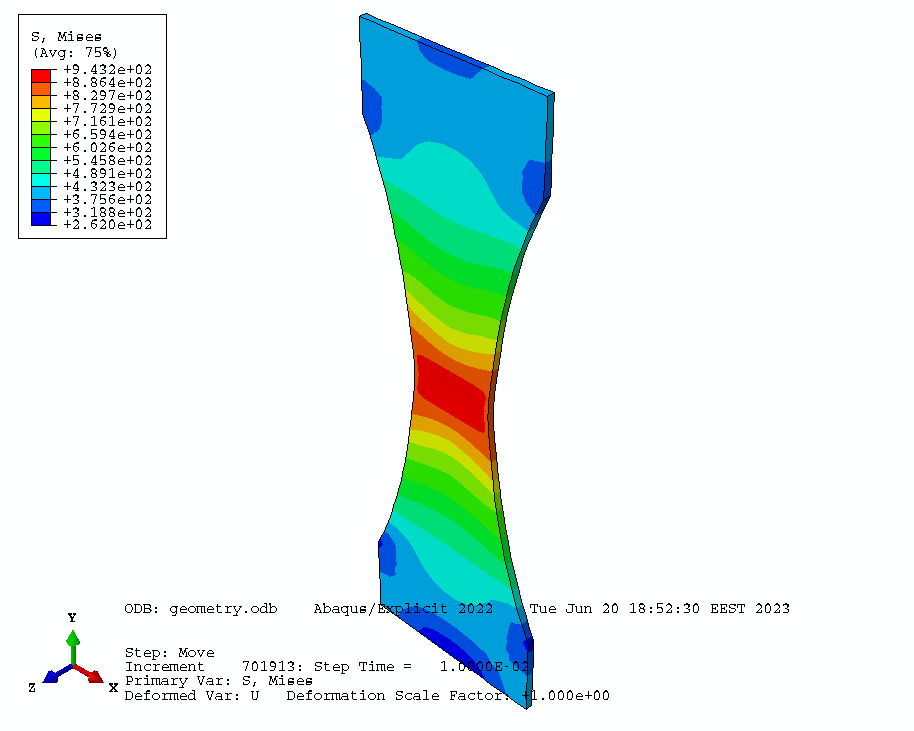 S, Mises
(Avg: 75%)
+9.432e+02
+8.864e+02
+8.297e+02
+7.729e+02
+7.161e+02
+6.594e+02
+6.026e+02
+5.458e+02
+4.891e+02
+4.323e+02
+3.756e+02
+3.188e+02
+2.620e+02
ODB: geometry.odb Abaqus/Explicit 2022 Tue Jun 20 18:52:30 EEST 2023
Y
Z
X
Step: Move
Increment 701913: Step Time = 1.0000E-02
Primary Var: S, Mises
Deformed Var: U Deformation Scale Factor: +1.000e+00